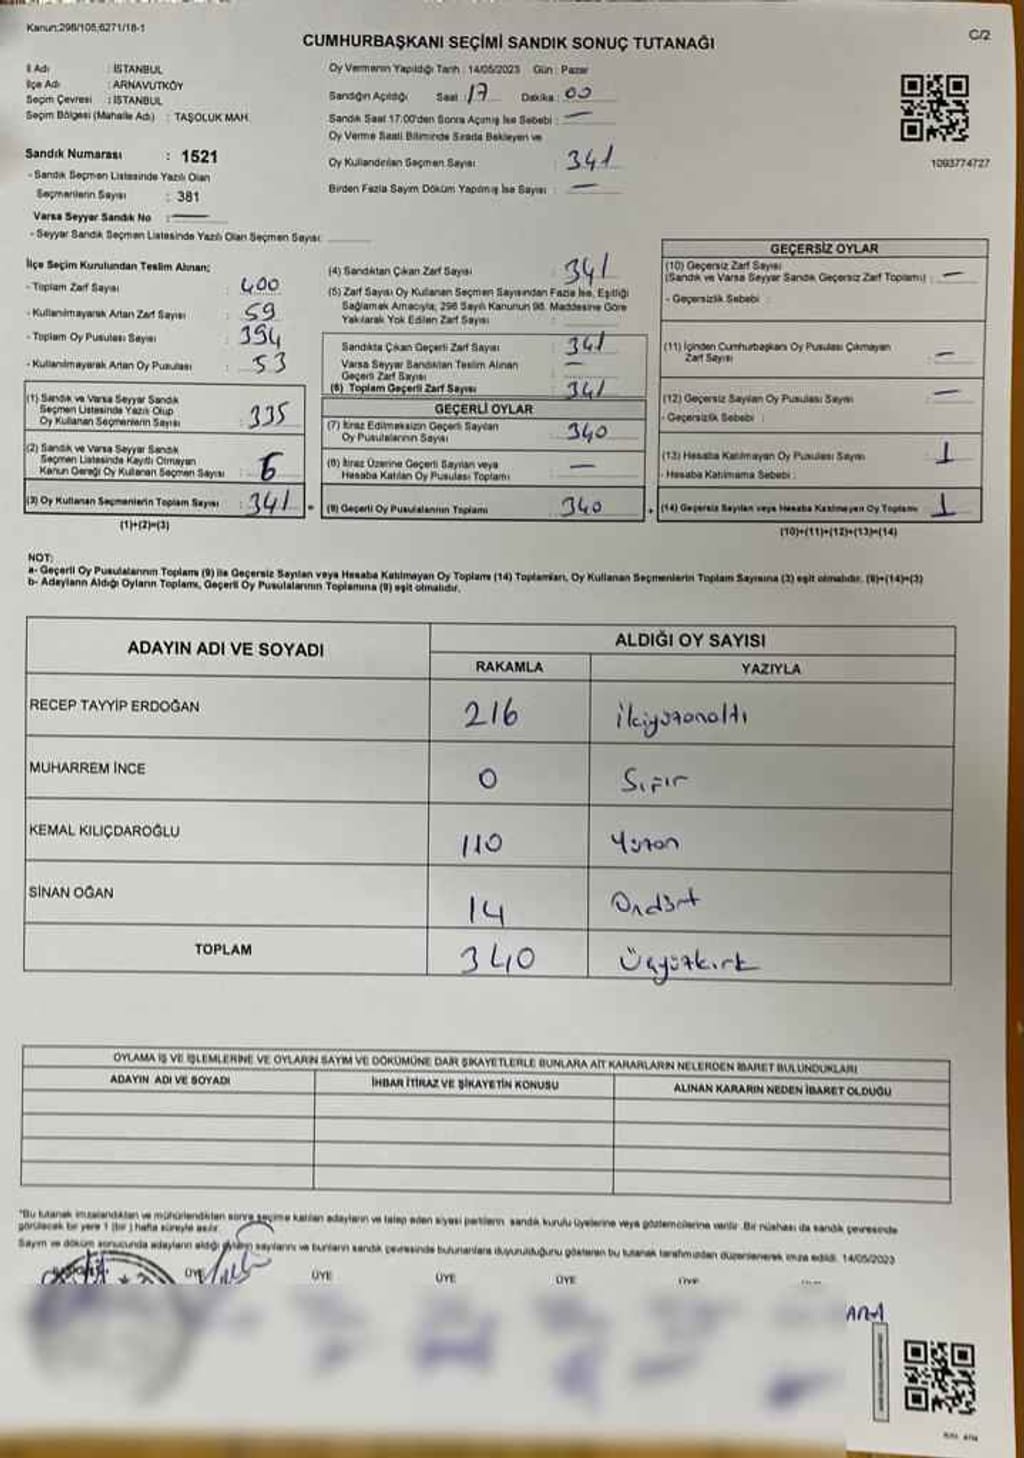 Kanun:298/105,6271/18-1
C/2
CUMHURBAŞKANI SEÇİMİ SANDIK SONUÇ TUTANAĞI
İl Adı : İSTANBUL
İlçe Adı : ARNAVUTKÖY
Seçim Çevresi : İSTANBUL
Seçim Bölgesi (Mahalle Adı) : TAŞOLUK MAH.
Sandık Numarası : 1521
- Sandık Seçmen Listesinde Yazılı Olan
Seçmenlerin Sayısı : 381
Varsa Seyyar Sandık No : —
- Seyyar Sandık Seçmen Listesinde Yazılı Olan Seçmen Sayısı:
Oy Vermenin Yapıldığı Tarih : 14/05/2023 Gün : Pazar
Sandığın Açıldığı Saat : 17 Dakika : 00
Sandık Saat 17:00'den Sonra Açılmış İse Sebebi : —
Oy Verme Saati Bitiminde Sırada Bekleyen ve
Oy Kullandırılan Seçmen Sayısı : 341
Birden Fazla Sayım Döküm Yapılmış İse Sayısı : —
1093774727
İlçe Seçim Kurulundan Teslim Alınan;
- Toplam Zarf Sayısı : 400
- Kullanılmayarak Artan Zarf Sayısı : 59
- Toplam Oy Pusulası Sayısı : 394
- Kullanılmayarak Artan Oy Pusulası : 53
(1) Sandık ve Varsa Seyyar Sandık
Seçmen Listesinde Yazılı Olup
Oy Kullanan Seçmenlerin Sayısı : 335
(2) Sandık ve Varsa Seyyar Sandık
Seçmen Listesinde Kayıtlı Olmayan
Kanun Gereği Oy Kullanan Seçmen Sayısı : 6
(3) Oy Kullanan Seçmenlerin Toplam Sayısı : 341
(1)+(2)=(3)
(4) Sandıktan Çıkan Zarf Sayısı : 341
(5) Zarf Sayısı Oy Kullanan Seçmen Sayısından Fazla İse, Eşitliği
Sağlamak Amacıyla, 298 Sayılı Kanunun 98. Maddesine Göre
Yakılarak Yok Edilen Zarf Sayısı :
Sandıkta Çıkan Geçerli Zarf Sayısı : 341
Varsa Seyyar Sandıktan Teslim Alınan
Geçerli Zarf Sayısı : —
(6) Toplam Geçerli Zarf Sayısı : 341
GEÇERLİ OYLAR
(7) İtiraz Edilmeksizin Geçerli Sayılan
Oy Pusulalarının Sayısı : 340
(8) İtiraz Üzerine Geçerli Sayılan veya
Hesaba Katılan Oy Pusulası Toplamı : —
(9) Geçerli Oy Pusulalarının Toplamı : 340
GEÇERSİZ OYLAR
(10) Geçersiz Zarf Sayısı
(Sandık ve Varsa Seyyar Sandık Geçersiz Zarf Toplamı) : —
- Geçersizlik Sebebi :
(11) İçinden Cumhurbaşkanı Oy Pusulası Çıkmayan
Zarf Sayısı : —
(12) Geçersiz Sayılan Oy Pusulası Sayısı : —
- Geçersizlik Sebebi :
(13) Hesaba Katılmayan Oy Pusulası Sayısı : 1
- Hesaba Katılmama Sebebi :
(14) Geçersiz Sayılan veya Hesaba Katılmayan Oy Toplamı : 1
(10)+(11)+(12)+(13)=(14)
NOT:
a- Geçerli Oy Pusulalarının Toplamı (9) ile Geçersiz Sayılan veya Hesaba Katılmayan Oy Toplamı (14) Toplamları, Oy Kullanan Seçmenlerin Toplam Sayısına (3) eşit olmalıdır. (9)+(14)=(3)
b- Adayların Aldığı Oyların Toplamı, Geçerli Oy Pusulalarının Toplamına (9) eşit olmalıdır.
ADAYIN ADI VE SOYADI
ALDIĞI OY SAYISI
RAKAMLA YAZIYLA
RECEP TAYYİP ERDOĞAN 216 ikiyüzonaltı
MUHARREM İNCE 0 Sıfır
KEMAL KILIÇDAROĞLU 110 Yüzon
SİNAN OĞAN 14 Ondört
TOPLAM 340 Üçyüzkırk
OYLAMA İŞ VE İŞLEMLERİNE VE OYLARIN SAYIM VE DÖKÜMÜNE DAİR ŞİKAYETLERLE BUNLARA AİT KARARLARIN NELERDEN İBARET BULUNDUKLARI
ADAYIN ADI VE SOYADI İHBAR İTİRAZ VE ŞİKAYETİN KONUSU ALINAN KARARIN NEDEN İBARET OLDUĞU
"Bu tutanak imzalandıktan ve mühürlendikten sonra seçime katılan adayların ve talep eden siyasi partilerin sandık kurulu üyelerine veya gözlemcilerine verilir. Bir nüshası da sandık çevresinde
görülecek bir yere 1 (bir) hafta süreyle asılır.
Sayım ve döküm sonucunda adayların aldığı oyların sayılarını ve bunların sandık çevresinde bulunanlara duyurulduğunu gösteren bu tutanak tarafımızdan düzenlenerek imza edildi. 14/05/2023
ÜYE ÜYE ÜYE ÜYE ÜYE